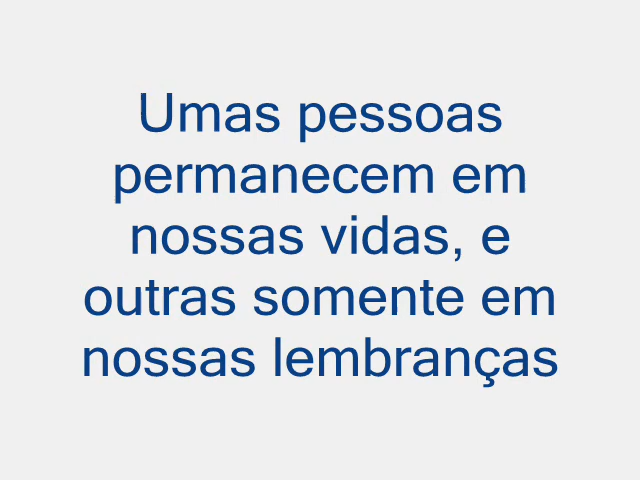 Umas pessoas
permanecem em
nossas vidas, e
outras somente em
nossas lembranças